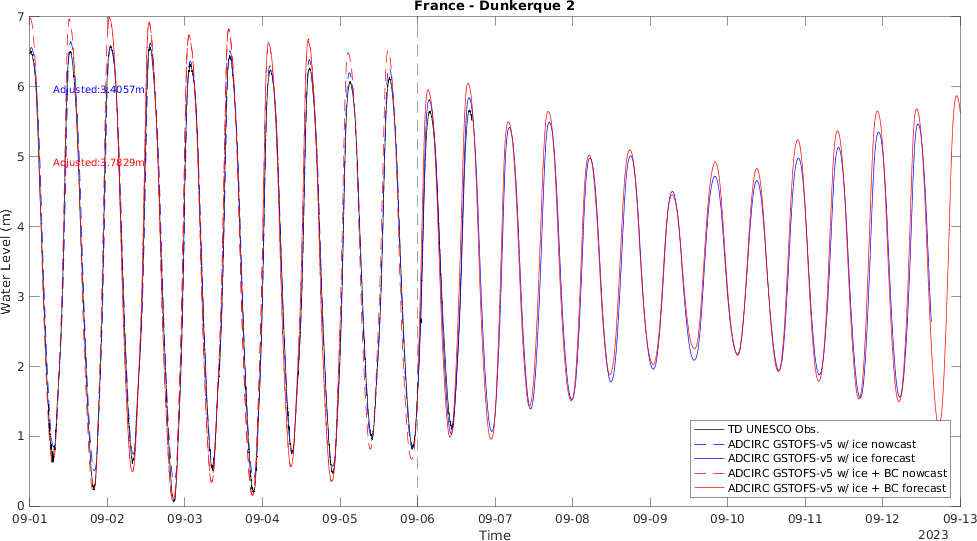 France - Dunkerque 2
7
6
5
4
3
2
1
0
Water Level (m)
Adjusted:3.4057m
Adjusted:3.7829m
TD UNESCO Obs.
ADCIRC GSTOFS-v5 w/ ice nowcast
ADCIRC GSTOFS-v5 w/ ice forecast
ADCIRC GSTOFS-v5 w/ ice + BC nowcast
ADCIRC GSTOFS-v5 w/ ice + BC forecast
09-01 09-02 09-03 09-04 09-05 09-06 09-07 09-08 09-09 09-10 09-11 09-12 09-13
Time
2023